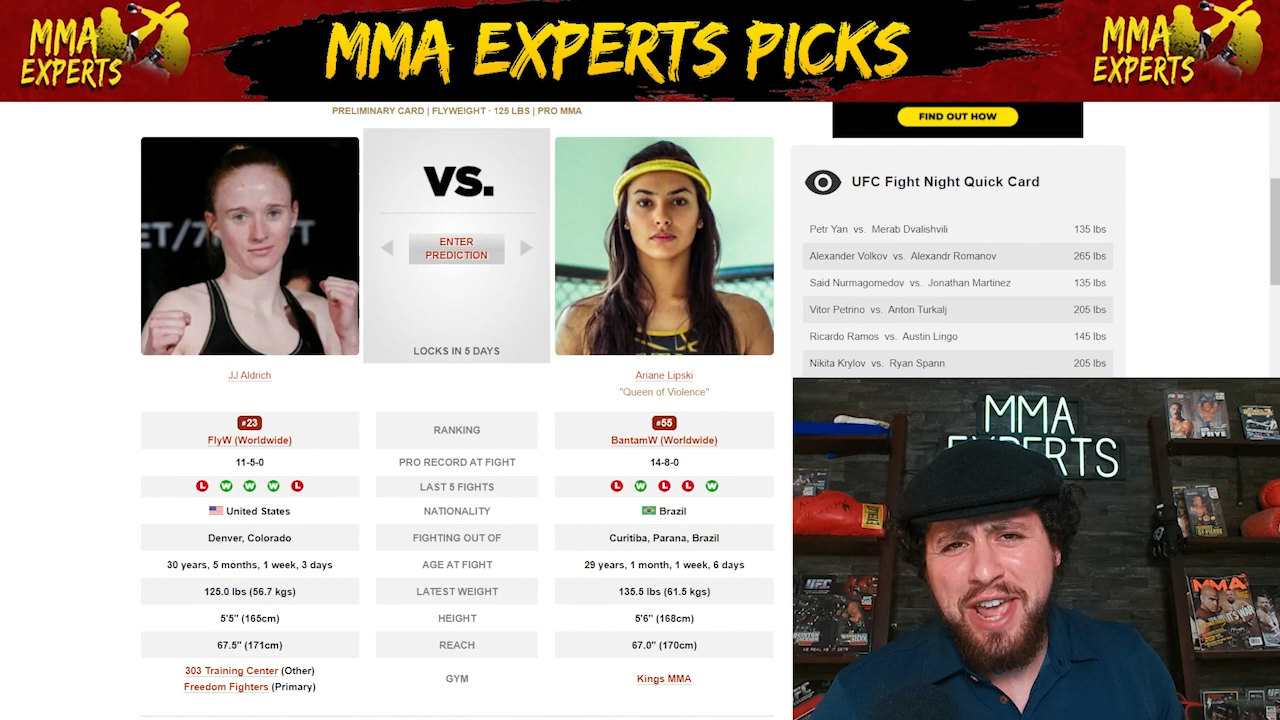 MMA
EXPERTS
MMA EXPERTS PICKS
MMA
EXPERTS
PRELIMINARY CARD | FLYWEIGHT · 125 LBS | PRO MMA
VS.
ENTER
PREDICTION
LOCKS IN 5 DAYS
JJ Aldrich
Ariane Lipski
"Queen of Violence"
#23
FlyW (Worldwide)
RANKING
#55
BantamW (Worldwide)
11-5-0
PRO RECORD AT FIGHT
14-8-0
L W W W L
LAST 5 FIGHTS
L W L L W
United States
NATIONALITY
Brazil
Denver, Colorado
FIGHTING OUT OF
Curitiba, Parana, Brazil
30 years, 5 months, 1 week, 3 days
AGE AT FIGHT
29 years, 1 month, 1 week, 6 days
125.0 lbs (56.7 kgs)
LATEST WEIGHT
135.5 lbs (61.5 kgs)
5'5" (165cm)
HEIGHT
5'6" (168cm)
67.5" (171cm)
REACH
67.0" (170cm)
303 Training Center (Other)
Freedom Fighters (Primary)
GYM
Kings MMA
FIND OUT HOW
UFC Fight Night Quick Card
Petr Yan vs. Merab Dvalishvili 135 lbs
Alexander Volkov vs. Alexandr Romanov 265 lbs
Said Nurmagomedov vs. Jonathan Martinez 135 lbs
Vitor Petrino vs. Anton Turkalj 205 lbs
Ricardo Ramos vs. Austin Lingo 145 lbs
Nikita Krylov vs. Ryan Spann 205 lbs
MMA
EXPERTS
FRYE
UFC
MMA